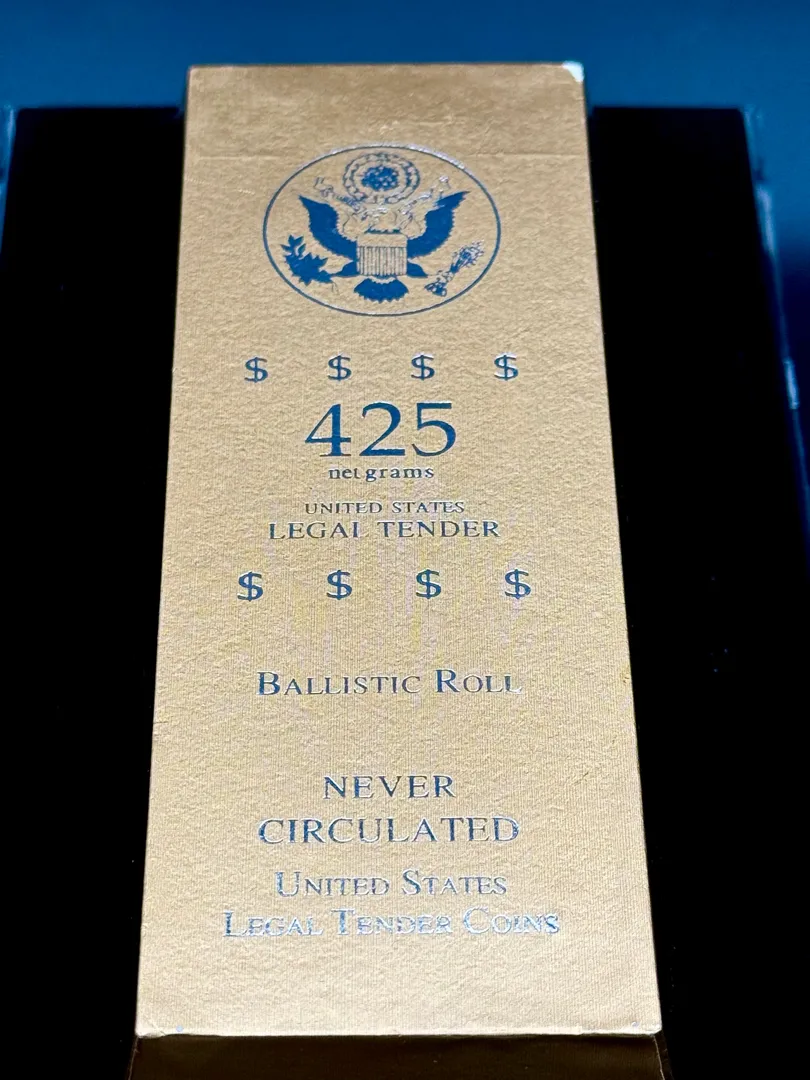 $ $ $ $
425
net grams
UNITED STATES
LEGAL TENDER
$ $ $ $
BALLISTIC ROLL
NEVER
CIRCULATED
UNITED STATES
LEGAL TENDER COINS